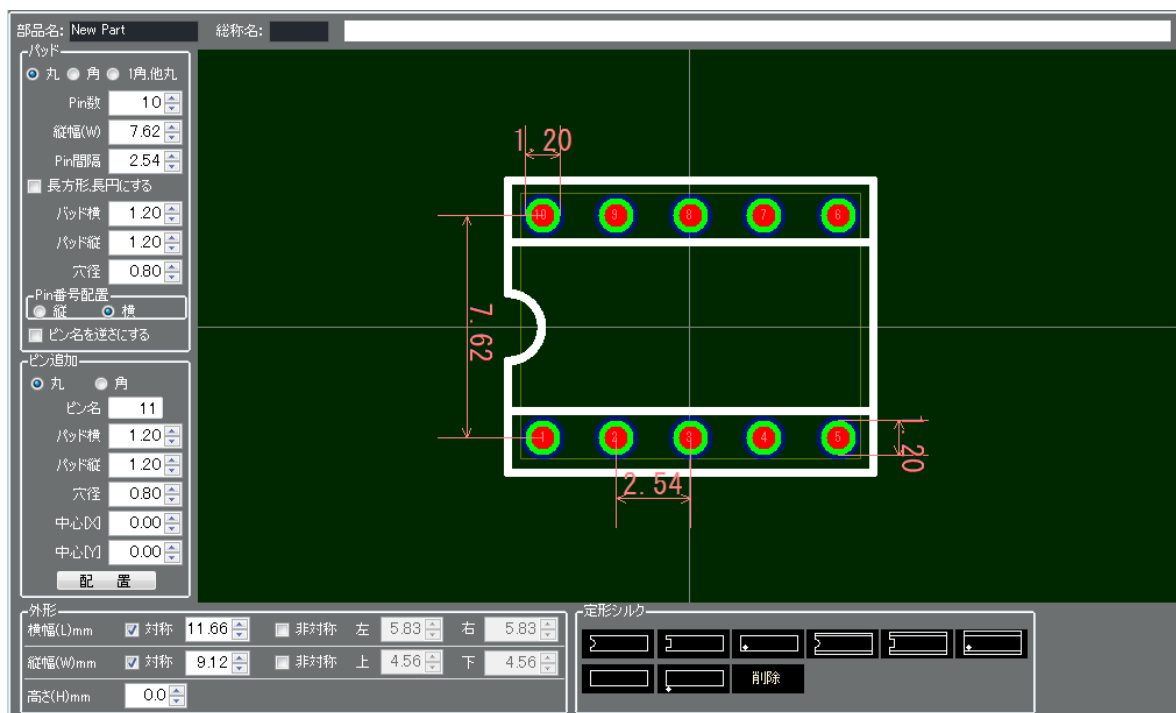 部品名: New Part 総称名:
パッド
丸 角 1角,他丸
Pin数 10
縦幅(W) 7.62
Pin間隔 2.54
長方形,長円にする
パッド横 1.20
パッド縦 1.20
穴径 0.80
Pin番号配置
縦 横
ピン名を逆さにする
ピン追加
丸 角
ピン名 11
パッド横 1.20
パッド縦 1.20
穴径 0.80
中心[X] 0.00
中心[Y] 0.00
配 置
1.20
10 9 8 7 6
7.62
1 2 3 4 5
1.20
2.54
外形
横幅(L)mm 対称 11.66 非対称 左 5.83 右 5.83
縦幅(W)mm 対称 9.12 非対称 上 4.56 下 4.56
高さ(H)mm 0.0
定形シルク
削除